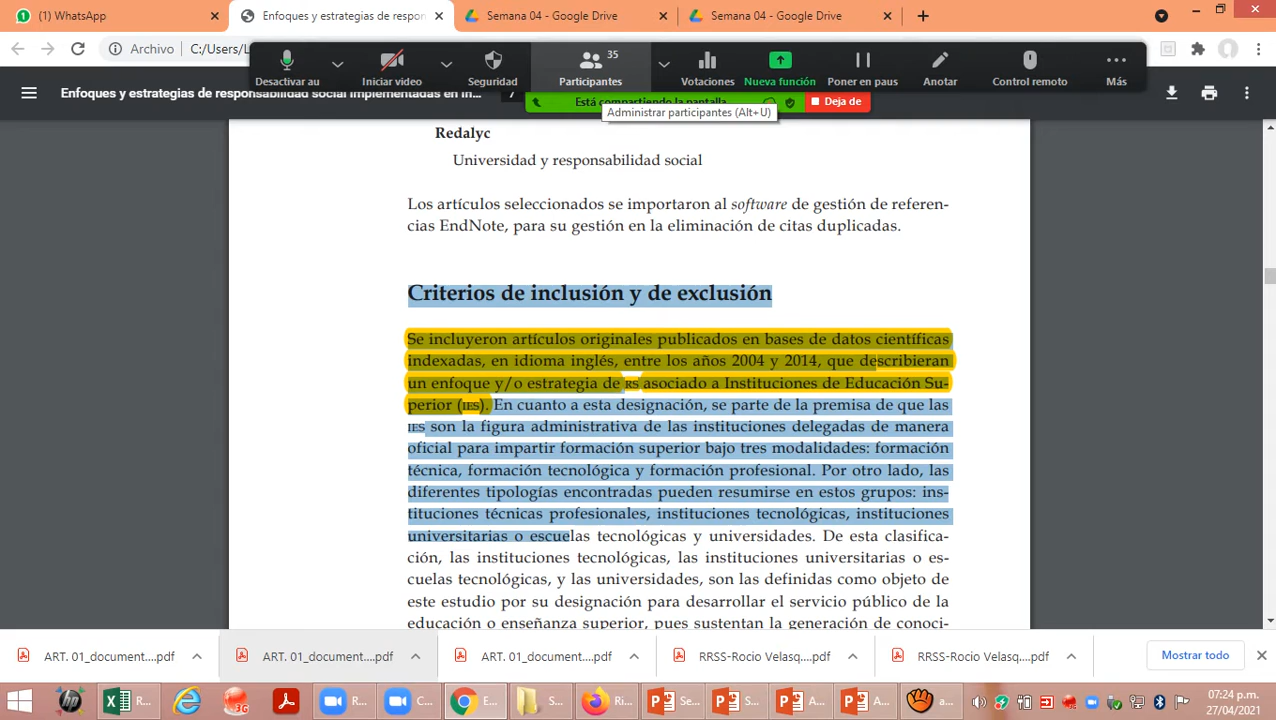 (1) WhatsApp
Enfoques y estrategias de respon
Semana 04 - Google Drive
Semana 04 - Google Drive
Archivo
C:/Users/L
Desactivar au
Iniciar video
Seguridad
35
Participantes
Votaciones
Nueva función
Poner en paus
Anotar
Control remoto
Más
Enfoques y estrategias de responsabilidad social implementadas en in...
7
Está compartiendo la pantalla
Deja de
Administrar participantes (Alt+U)
Redalyc
Universidad y responsabilidad social
Los artículos seleccionados se importaron al software de gestión de referen-
cias EndNote, para su gestión en la eliminación de citas duplicadas.
Criterios de inclusión y de exclusión
Se incluyeron artículos originales publicados en bases de datos científicas
indexadas, en idioma inglés, entre los años 2004 y 2014, que describieran
un enfoque y/o estrategia de RS asociado a Instituciones de Educación Su-
perior (IES). En cuanto a esta designación, se parte de la premisa de que las
IES son la figura administrativa de las instituciones delegadas de manera
oficial para impartir formación superior bajo tres modalidades: formación
técnica, formación tecnológica y formación profesional. Por otro lado, las
diferentes tipologías encontradas pueden resumirse en estos grupos: ins-
tituciones técnicas profesionales, instituciones tecnológicas, instituciones
universitarias o escuelas tecnológicas y universidades. De esta clasifica-
ción, las instituciones tecnológicas, las instituciones universitarias o es-
cuelas tecnológicas, y las universidades, son las definidas como objeto de
este estudio por su designación para desarrollar el servicio público de la
educación o enseñanza superior, pues sustentan la generación de conoci-
ART. 01_document....pdf
ART. 01_document....pdf
ART. 01_document....pdf
RRSS-Rocio Velasq....pdf
RRSS-Rocio Velasq....pdf
Mostrar todo
R...
3G
R...
C...
E...
S...
Ri...
Se...
S...
A...
A...
a...
07:24 p.m.
27/04/2021